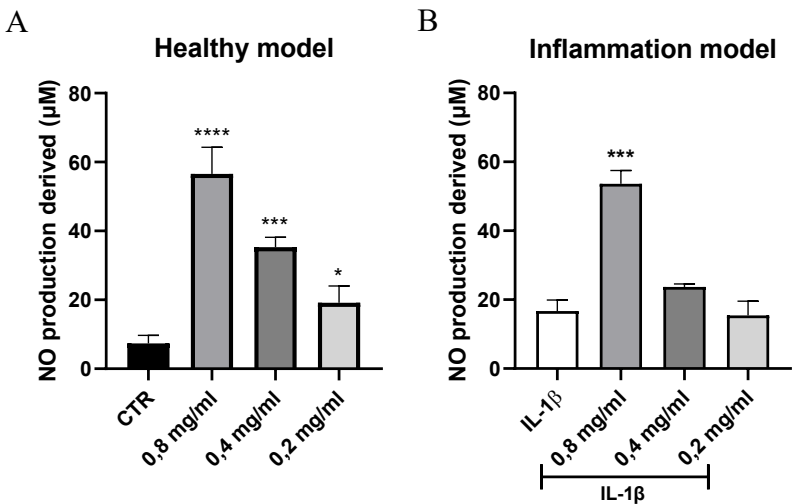 A
Healthy model
NO production derived (µM)
80
60
40
20
0
****
***
*
CTR
0,8 mg/ml
0,4 mg/ml
0,2 mg/ml
B
Inflammation model
NO production derived (µM)
80
60
40
20
0
***
IL-1β
0,8 mg/ml
0,4 mg/ml
0,2 mg/ml
IL-1β